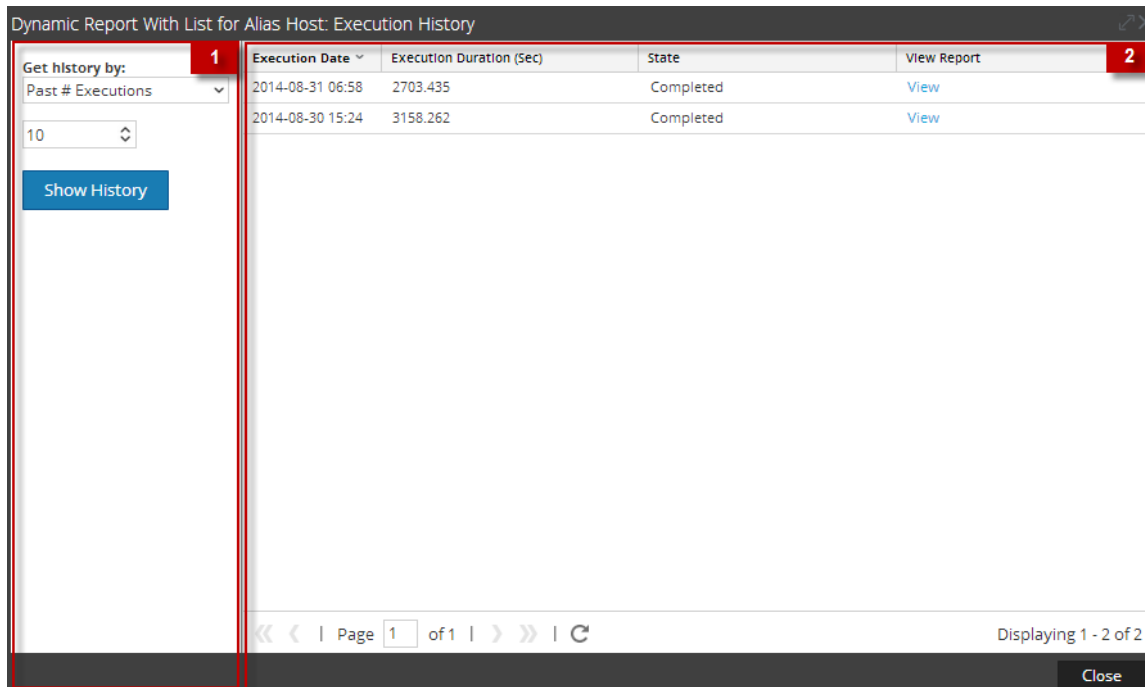 Dynamic Report With List for Alias Host: Execution History
1
Get history by:
Past # Executions
10
Show History
2
Execution Date Execution Duration (Sec) State View Report
2014-08-31 06:58 2703.435 Completed View
2014-08-30 15:24 3158.262 Completed View
| Page 1 of 1 | |
Displaying 1 - 2 of 2
Close